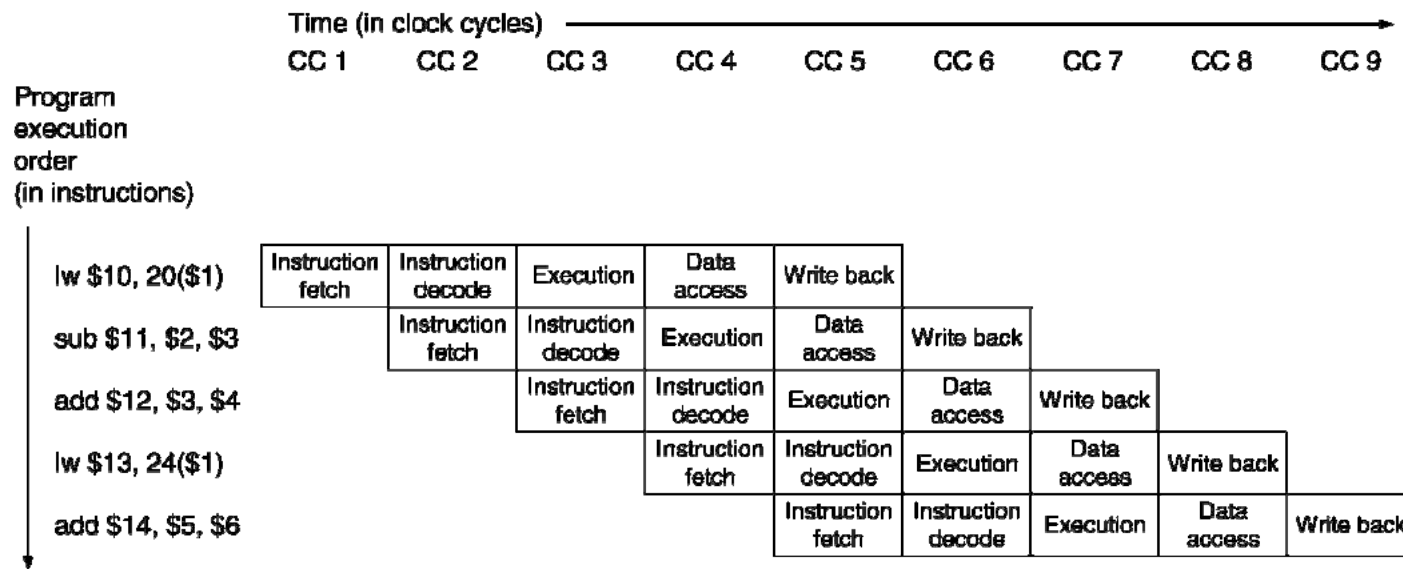 Time (in clock cycles)
CC 1 CC 2 CC 3 CC 4 CC 5 CC 6 CC 7 CC 8 CC 9
Program
execution
order
(in instructions)
lw $10, 20($1)
Instruction
fetch
Instruction
decode
Execution
Data
access
Write back
sub $11, $2, $3
Instruction
fetch
Instruction
decode
Execution
Data
access
Write back
add $12, $3, $4
Instruction
fetch
Instruction
decode
Execution
Data
access
Write back
lw $13, 24($1)
Instruction
fetch
Instruction
decode
Execution
Data
access
Write back
add $14, $5, $6
Instruction
fetch
Instruction
decode
Execution
Data
access
Write back